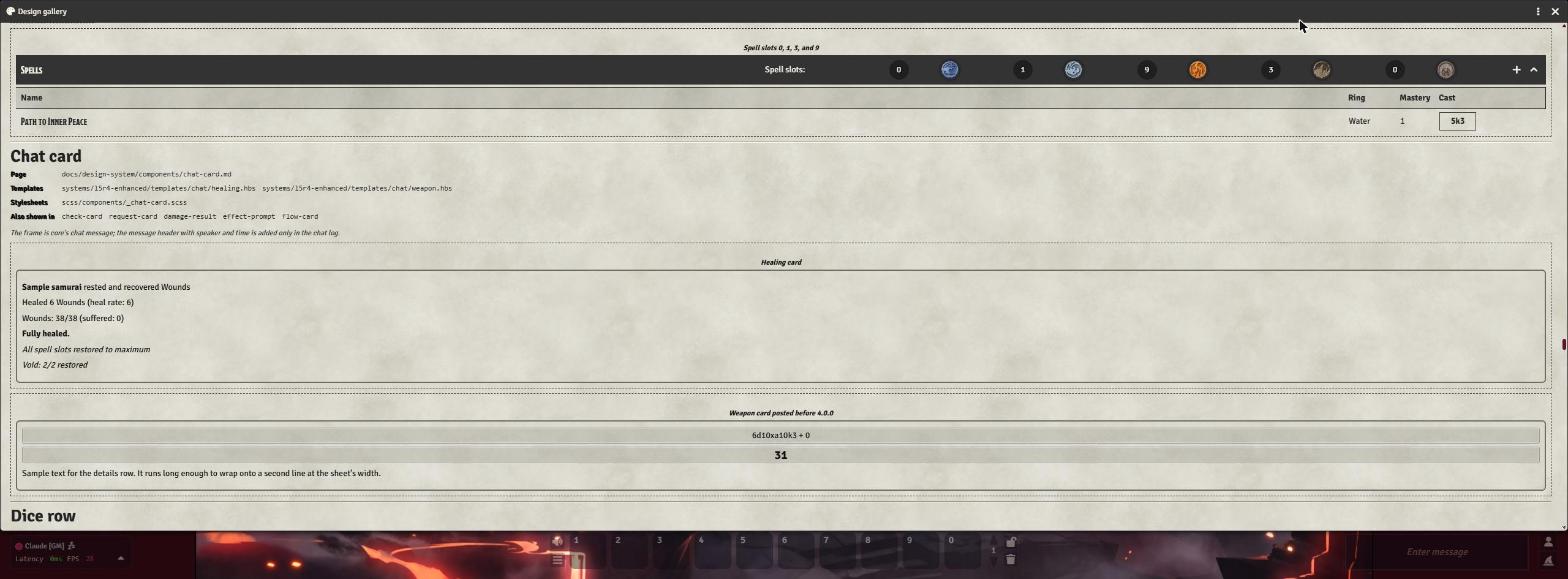 Design gallery
Spell slots 0, 1, 3, and 9
Spells Spell slots: 0 1 9 3 0
Name Ring Mastery Cast
Path to Inner Peace Water 1 5k3
Chat card
Page docs/design-system/components/chat-card.md
Templates systems/l5r4-enhanced/templates/chat/healing.hbs systems/l5r4-enhanced/templates/chat/weapon.hbs
Stylesheets scss/components/_chat-card.scss
Also shown in check-card request-card damage-result effect-prompt flow-card
The frame is core's chat message; the message header with speaker and time is added only in the chat log.
Healing card
Sample samurai rested and recovered Wounds
Healed 6 Wounds (heal rate: 6)
Wounds: 38/38 (suffered: 0)
Fully healed.
All spell slots restored to maximum
Void: 2/2 restored
Weapon card posted before 4.0.0
6d10xa10k3 + 0
31
Sample text for the details row. It runs long enough to wrap onto a second line at the sheet's width.
Dice row
Claude [GM]
Latency 0ms FPS 28
1 2 3 4 5 6 7 8 9 0
1
Enter message